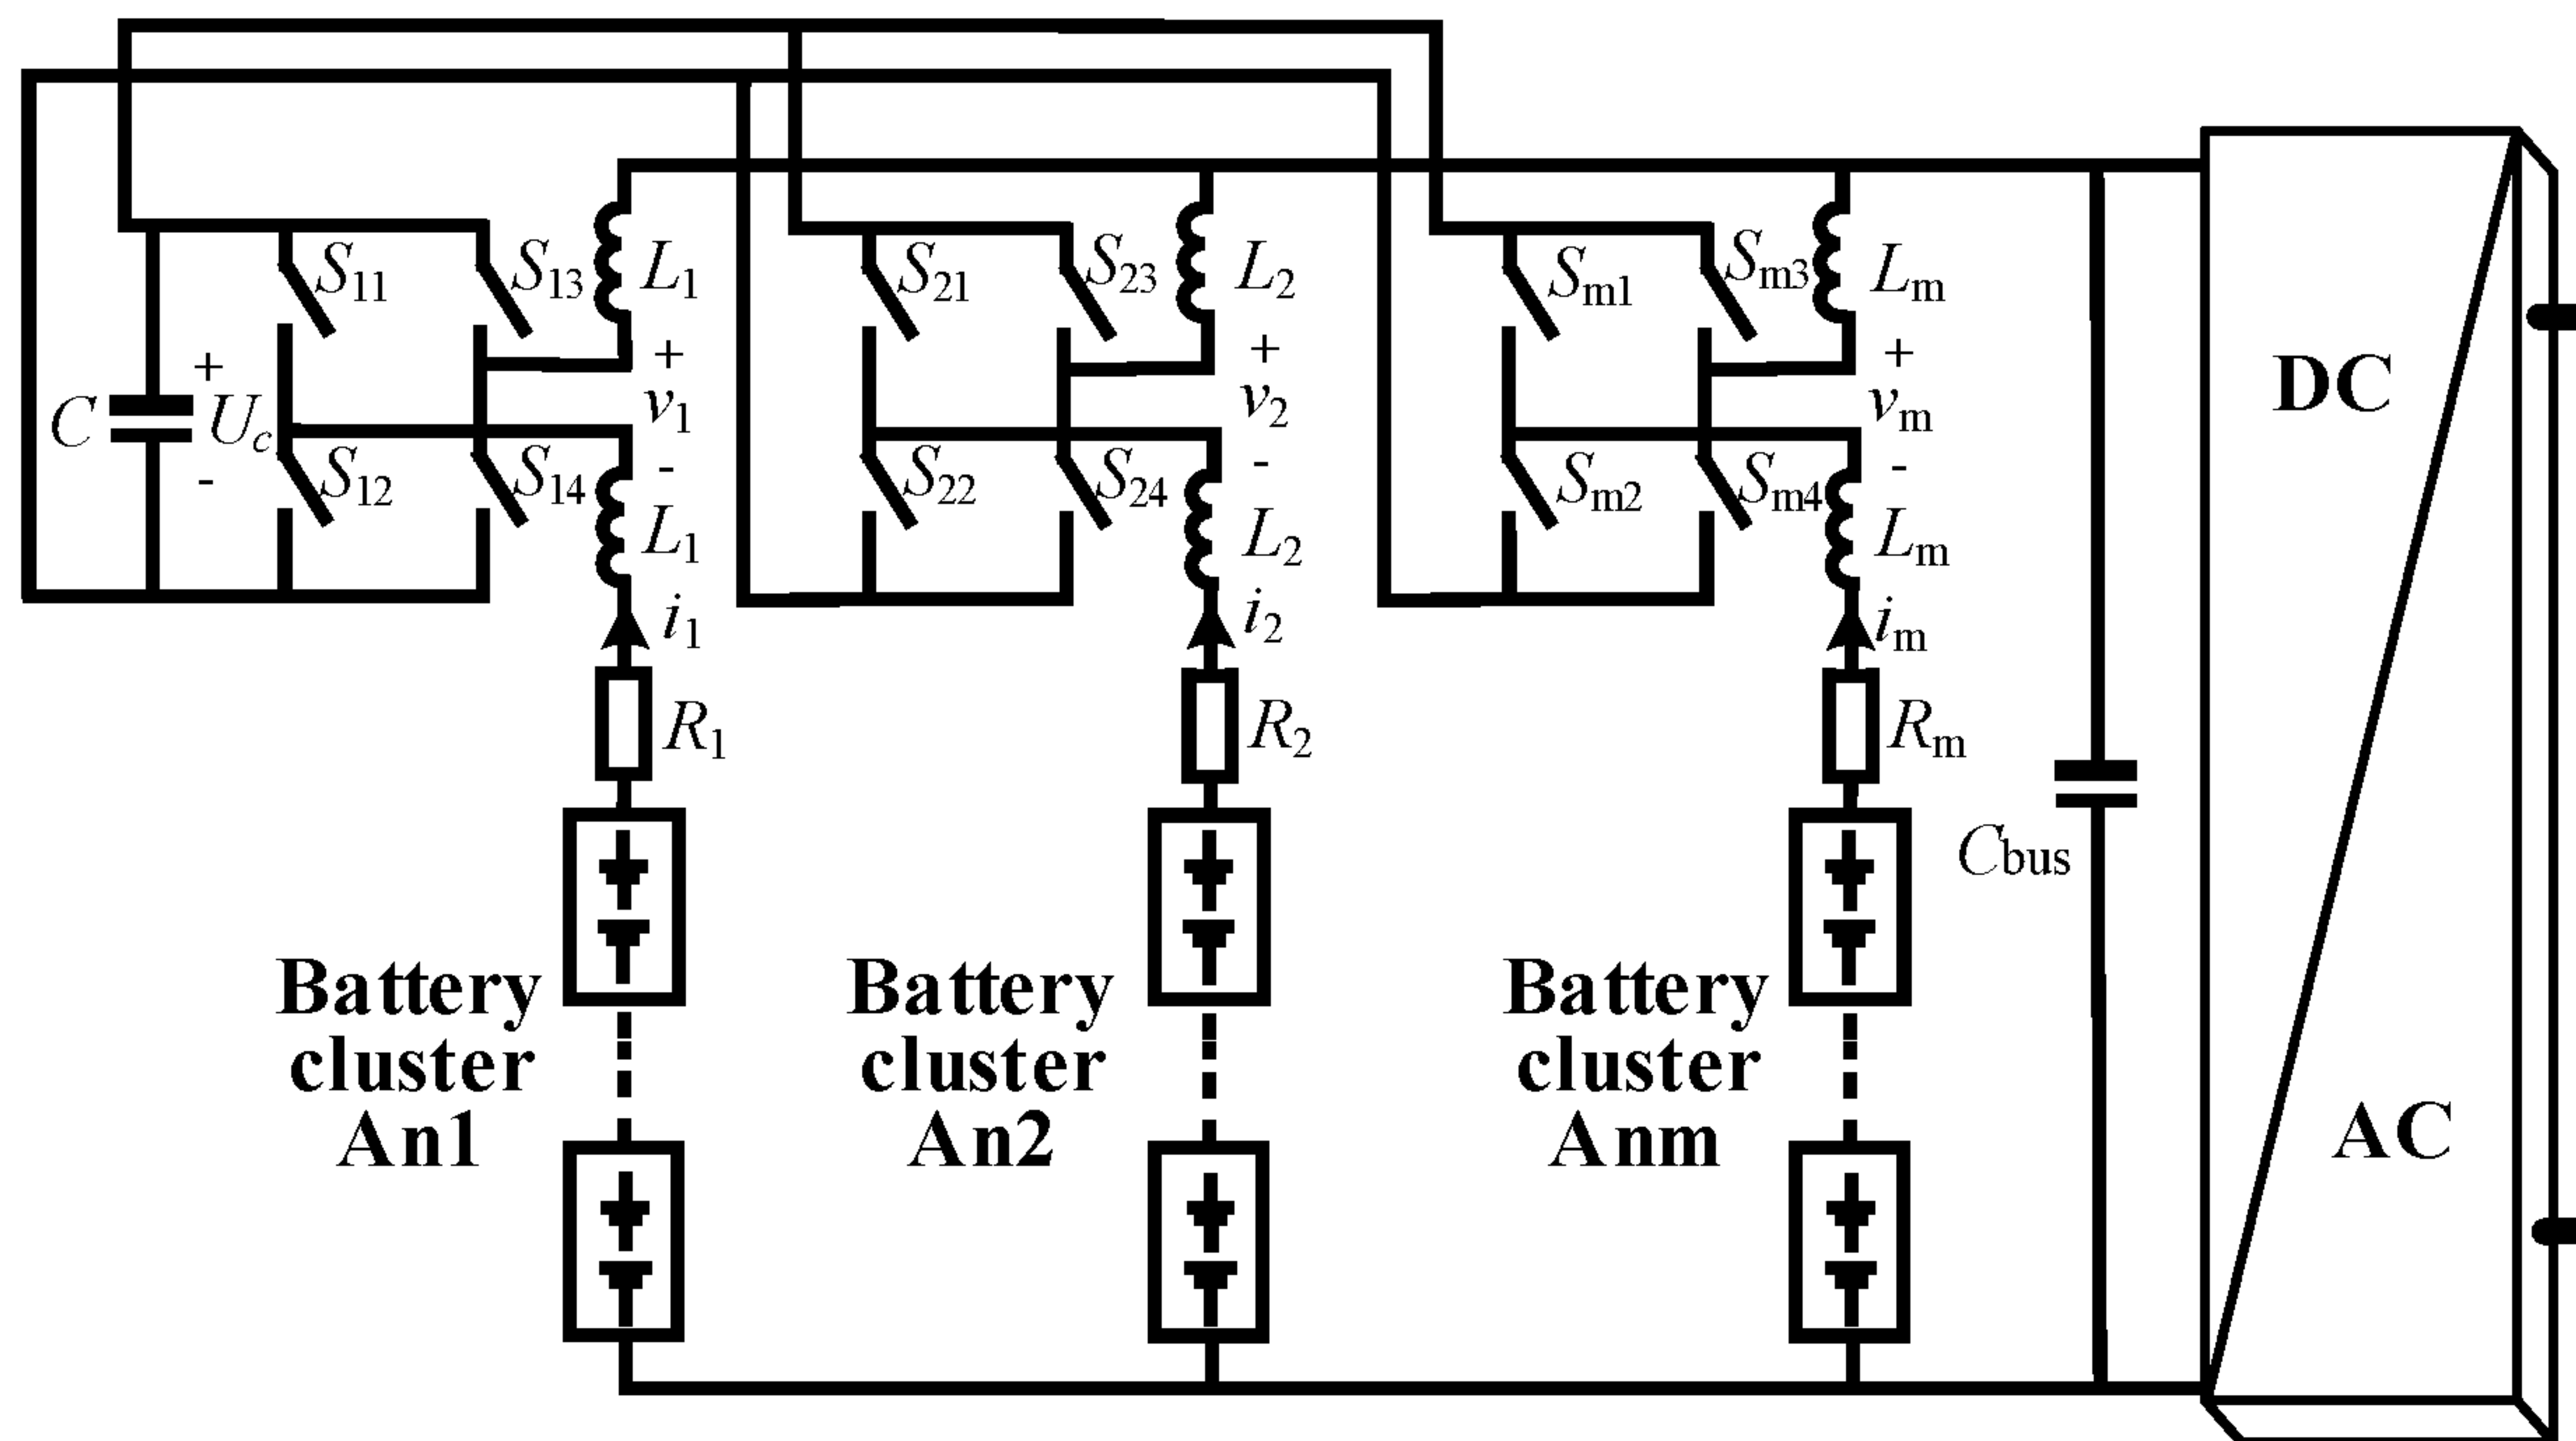 S11
S13
L1
S21
S23
L2
Sm1
Sm3
Lm
+
v1
-
+
v2
-
+
vm
-
DC
C
+
Uc
-
S12
S14
L1
S22
S24
L2
Sm2
Sm4
Lm
i1
i2
im
R1
R2
Rm
Cbus
Battery
cluster
An1
Battery
cluster
An2
Battery
cluster
Anm
AC